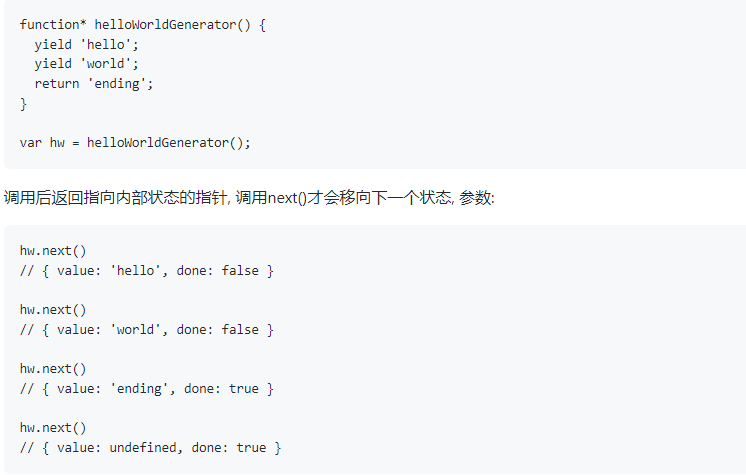 function* helloWorldGenerator() {
  yield 'hello';
  yield 'world';
  return 'ending';
}
var hw = helloWorldGenerator();
调用后返回指向内部状态的指针, 调用next()才会移向下一个状态, 参数:
hw.next()
// { value: 'hello', done: false }
hw.next()
// { value: 'world', done: false }
hw.next()
// { value: 'ending', done: true }
hw.next()
// { value: undefined, done: true }